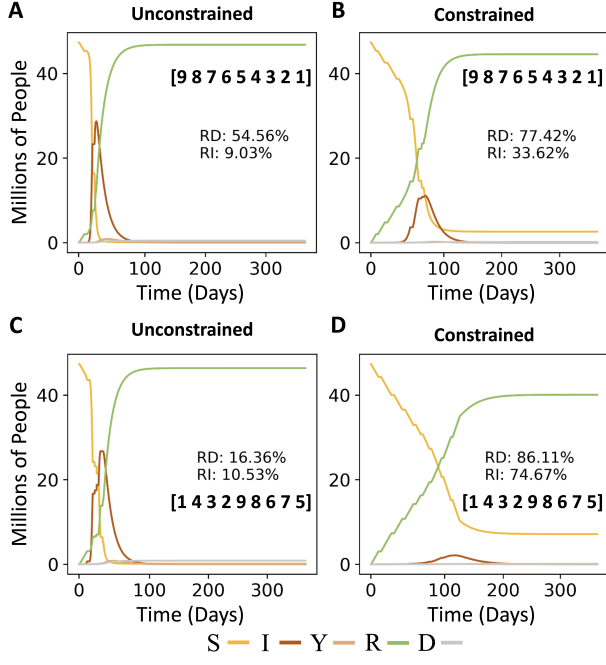 A
Unconstrained
B
Constrained
Millions of People
40
20
0
[9 8 7 6 5 4 3 2 1]
RD: 54.56%
RI: 9.03%
0
100
200
300
Time (Days)
40
20
0
[9 8 7 6 5 4 3 2 1]
RD: 77.42%
RI: 33.62%
0
100
200
300
Time (Days)
C
Unconstrained
D
Constrained
Millions of People
40
20
0
RD: 16.36%
RI: 10.53%
[1 4 3 2 9 8 6 7 5]
0
100
200
300
Time (Days)
40
20
0
RD: 86.11%
RI: 74.67%
[1 4 3 2 9 8 6 7 5]
0
100
200
300
Time (Days)
S I Y R D